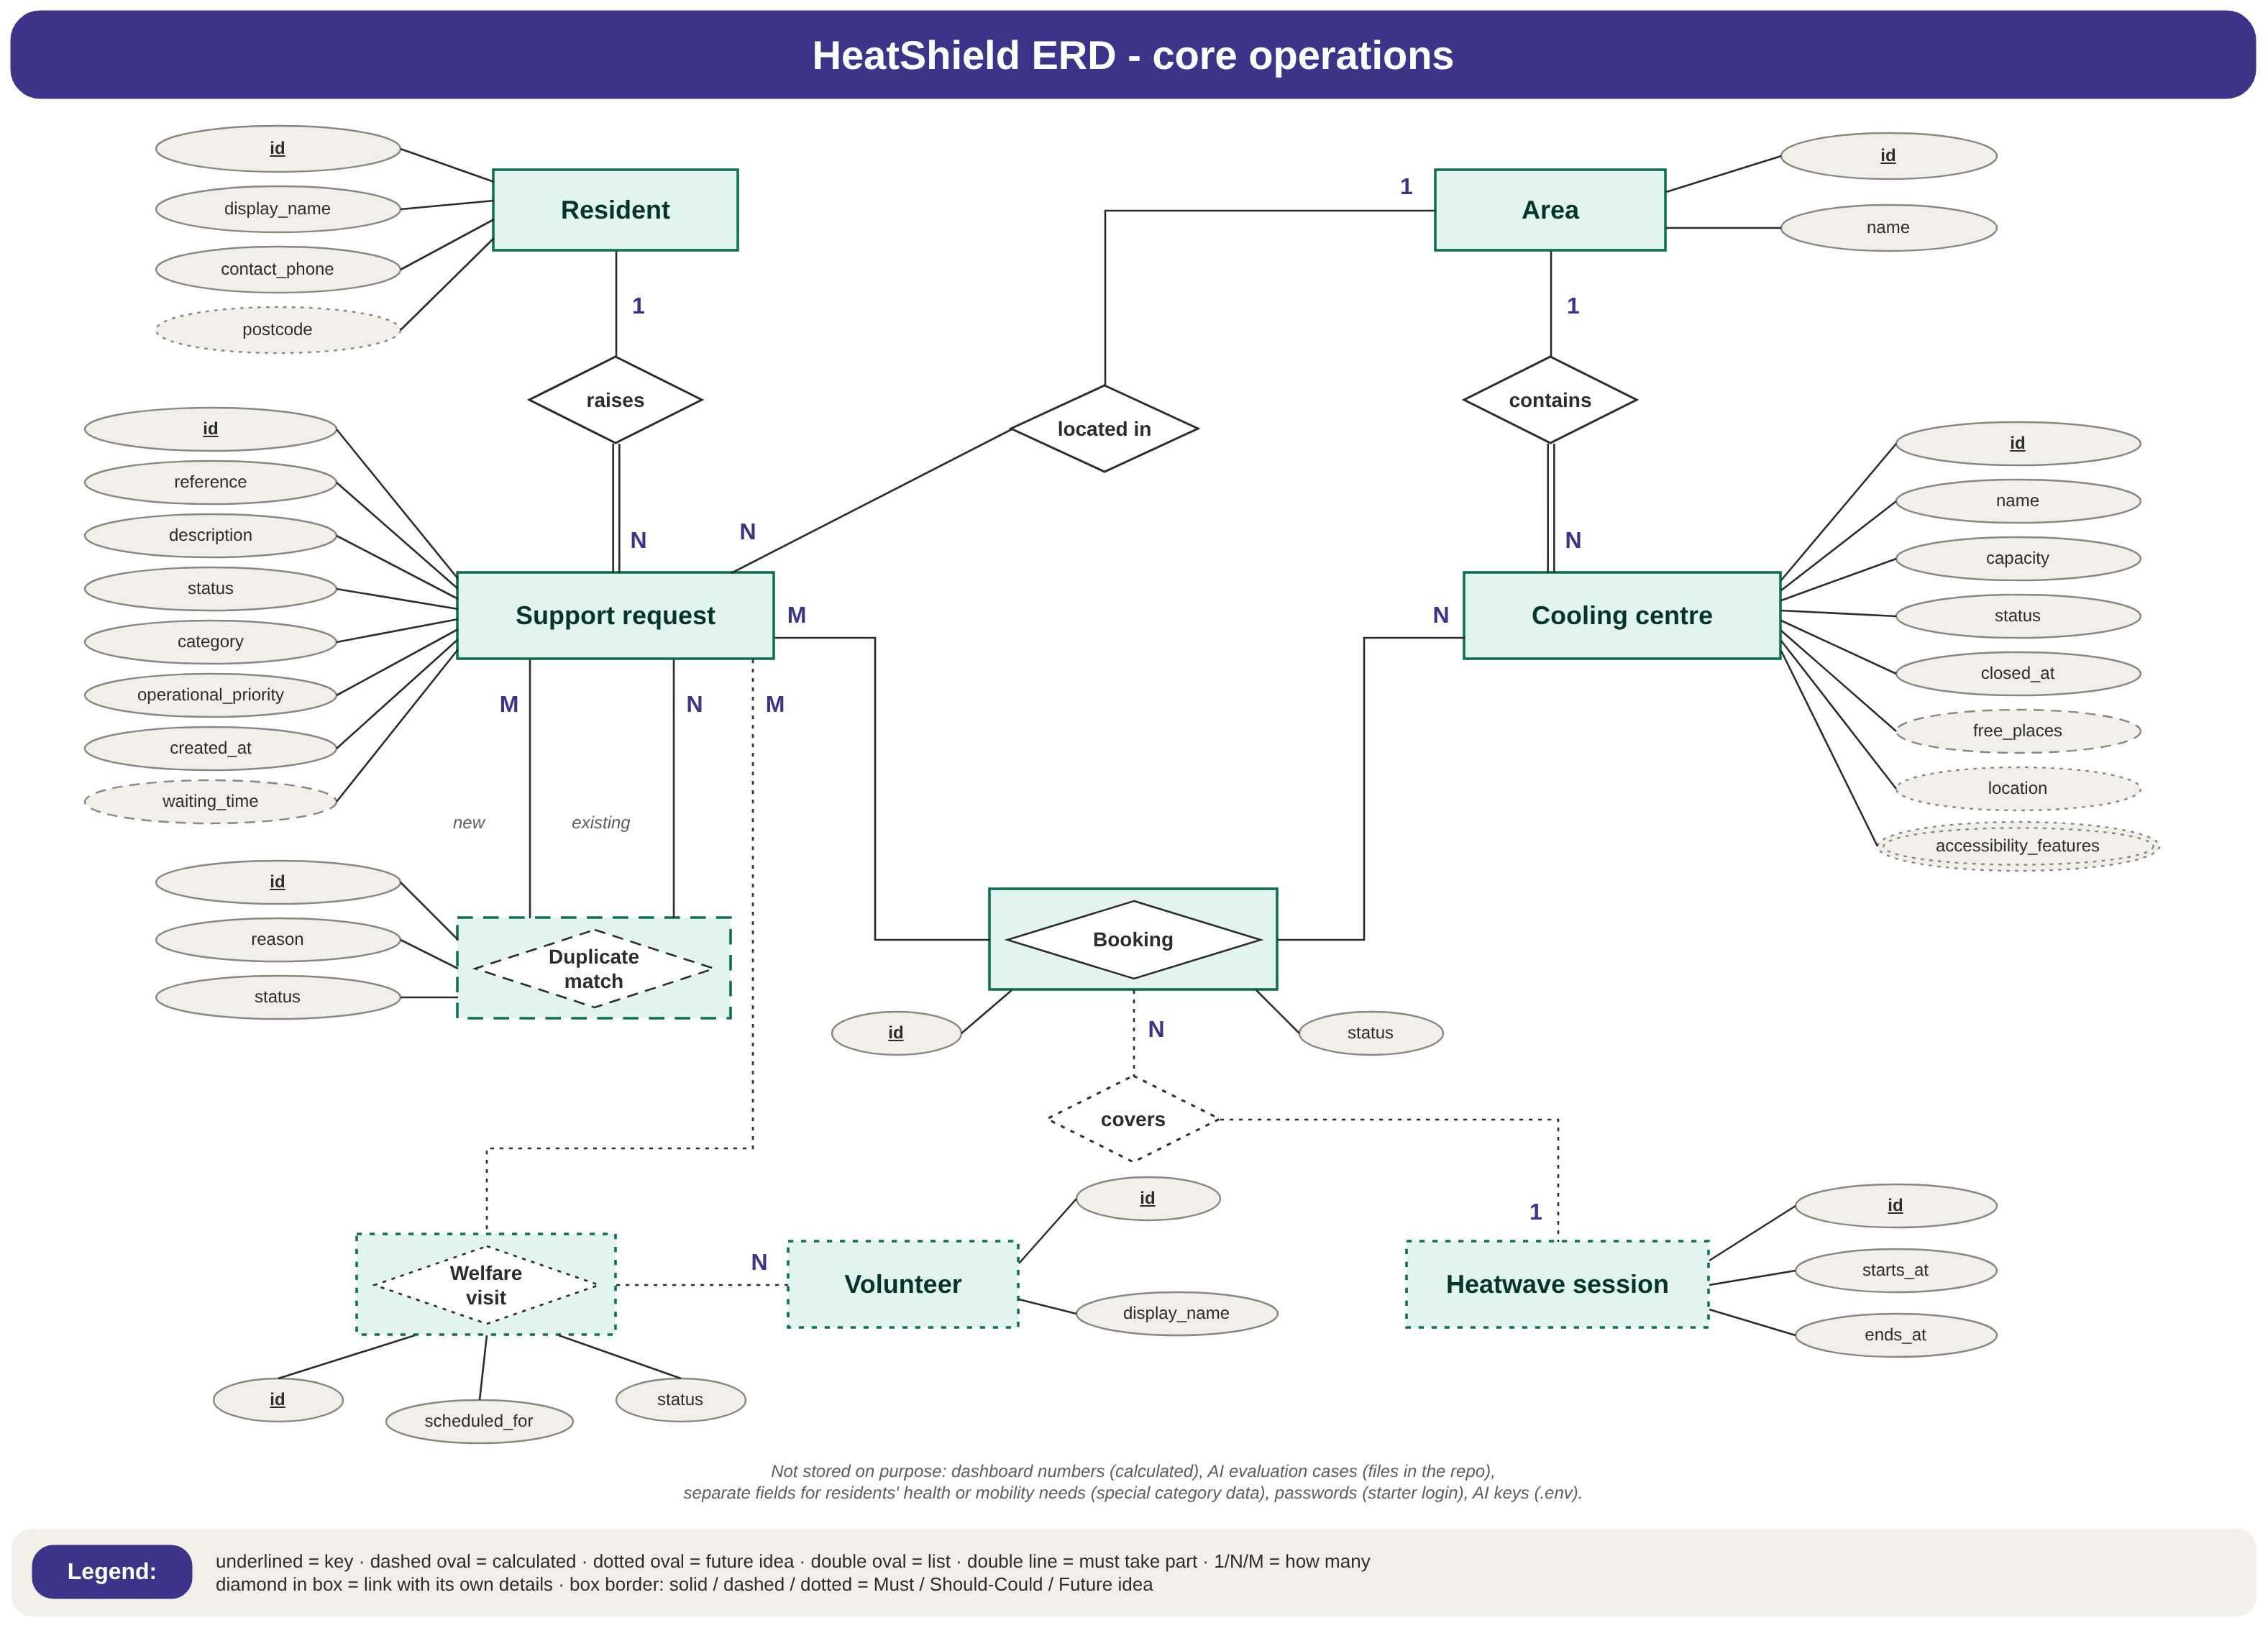 HeatShield ERD - core operations
id
display_name
contact_phone
postcode
Resident
1
raises
N
1
Area
id
name
located in
N
1
contains
N
id
reference
description
status
category
operational_priority
created_at
waiting_time
Support request
M
N
Cooling centre
id
name
capacity
status
closed_at
free_places
location
accessibility_features
M
N
M
new
existing
id
reason
status
Duplicate
match
Booking
id
status
N
covers
1
Welfare
visit
N
Volunteer
id
display_name
Heatwave session
id
starts_at
ends_at
id
scheduled_for
status
Not stored on purpose: dashboard numbers (calculated), AI evaluation cases (files in the repo),
separate fields for residents' health or mobility needs (special category data), passwords (starter login), AI keys (.env).
Legend:
underlined = key · dashed oval = calculated · dotted oval = future idea · double oval = list · double line = must take part · 1/N/M = how many
diamond in box = link with its own details · box border: solid / dashed / dotted = Must / Should-Could / Future idea